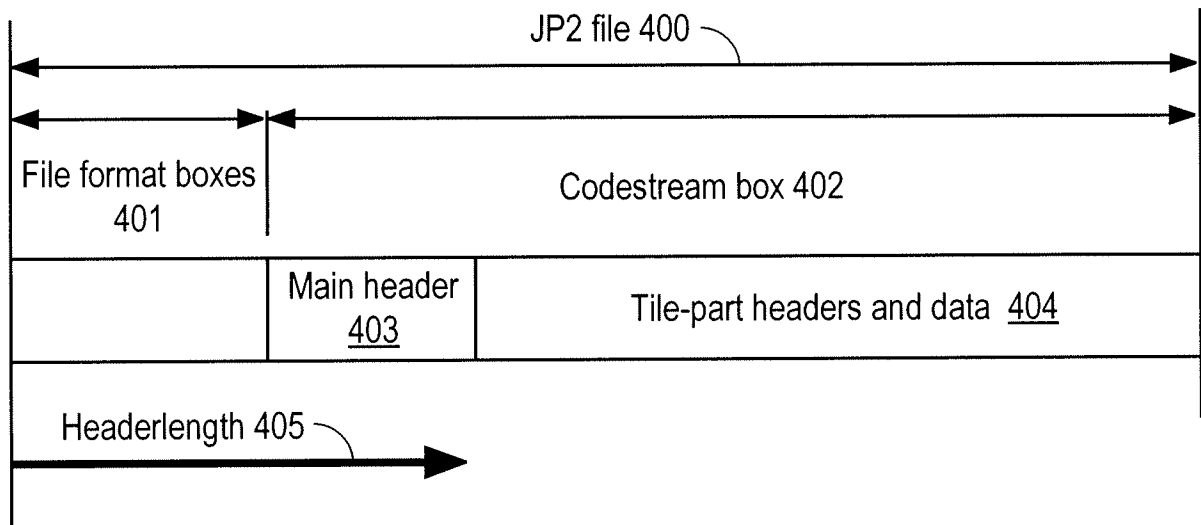 JP2 file 400
File format boxes
401
Codestream box 402
Main header
403
Tile-part headers and data 404
Headerlength 405